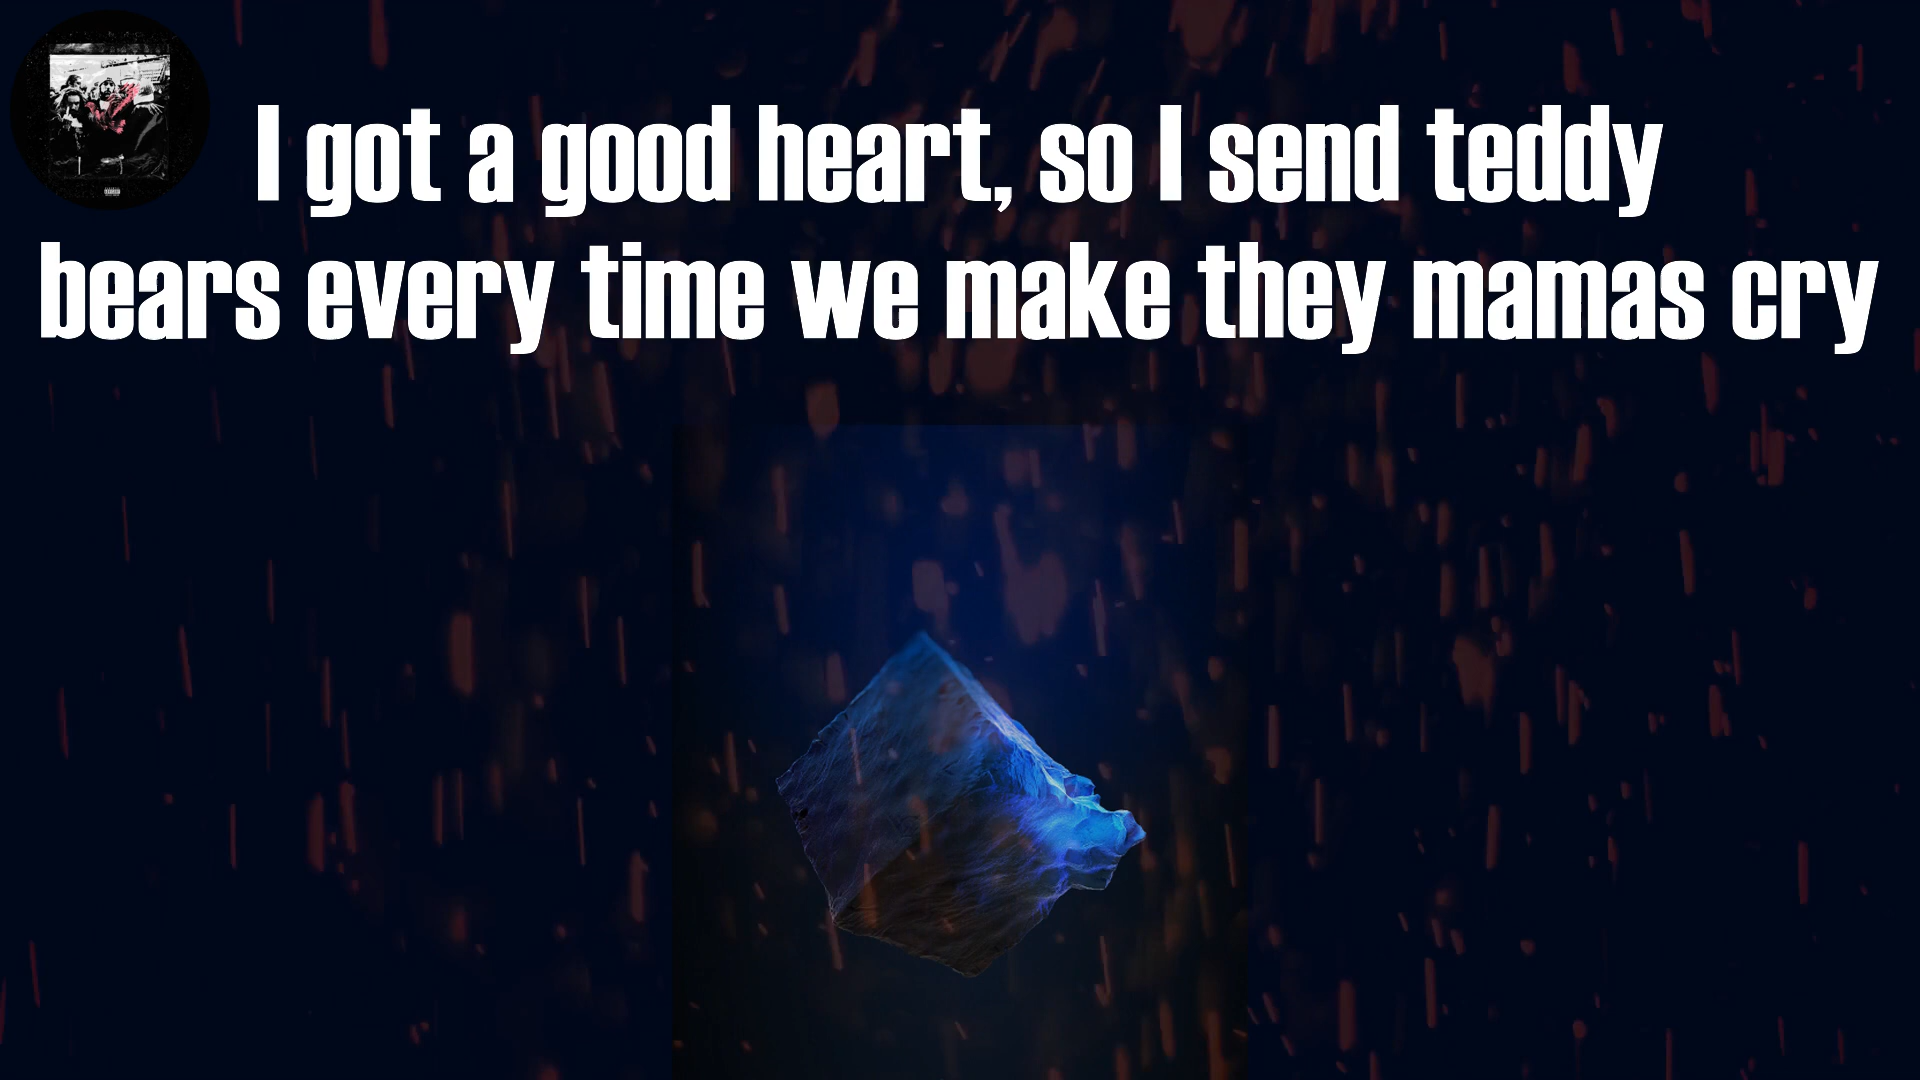 I got a good heart, so I send teddy
bears every time we make they mamas cry